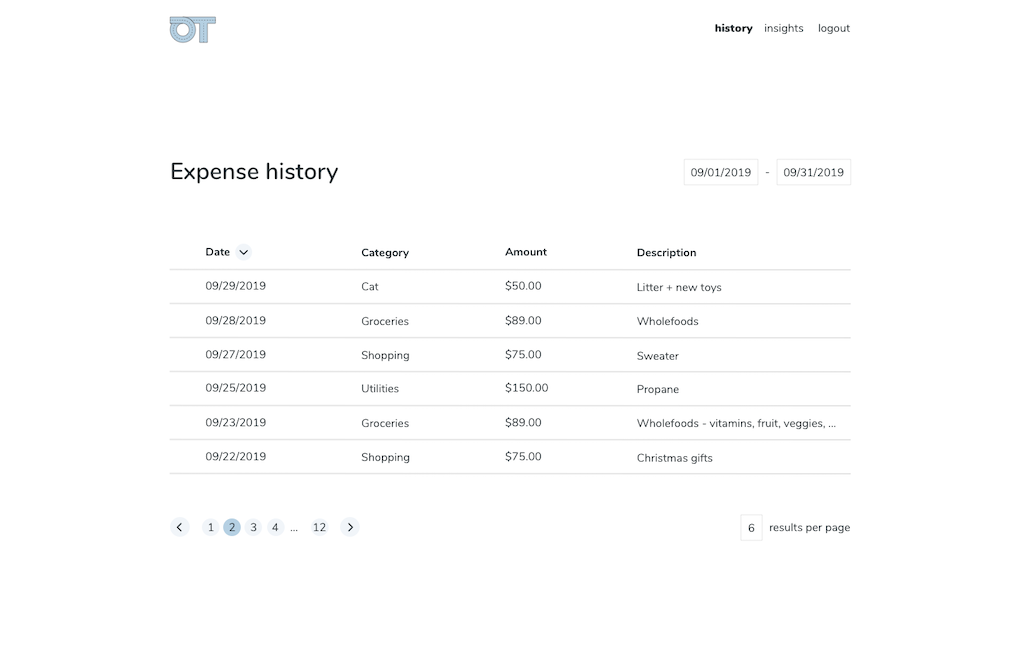 OT
history insights logout
Expense history 09/01/2019 - 09/31/2019
Date Category Amount Description
09/29/2019 Cat $50.00 Litter + new toys
09/28/2019 Groceries $89.00 Wholefoods
09/27/2019 Shopping $75.00 Sweater
09/25/2019 Utilities $150.00 Propane
09/23/2019 Groceries $89.00 Wholefoods - vitamins, fruit, veggies, ...
09/22/2019 Shopping $75.00 Christmas gifts
1 2 3 4 ... 12 6 results per page